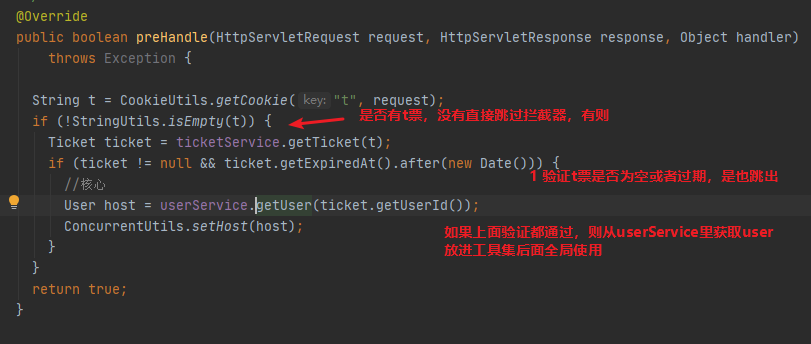 @Override
public boolean preHandle(HttpServletRequest request, HttpServletResponse response, Object handler)
throws Exception {
String t = CookieUtils.getCookie( key: "t", request);
是否有t票，没有直接跳过拦截器，有则
if (!StringUtils.isEmpty(t)) {
Ticket ticket = ticketService.getTicket(t);
if (ticket != null && ticket.getExpiredAt().after(new Date())) {
1 验证t票是否为空或者过期，是也跳出
//核心
User host = userService.getUser(ticket.getUserId());
ConcurrentUtils.setHost(host);
如果上面验证都通过，则从userService里获取user
放进工具集后面全局使用
}
}
return true;
}